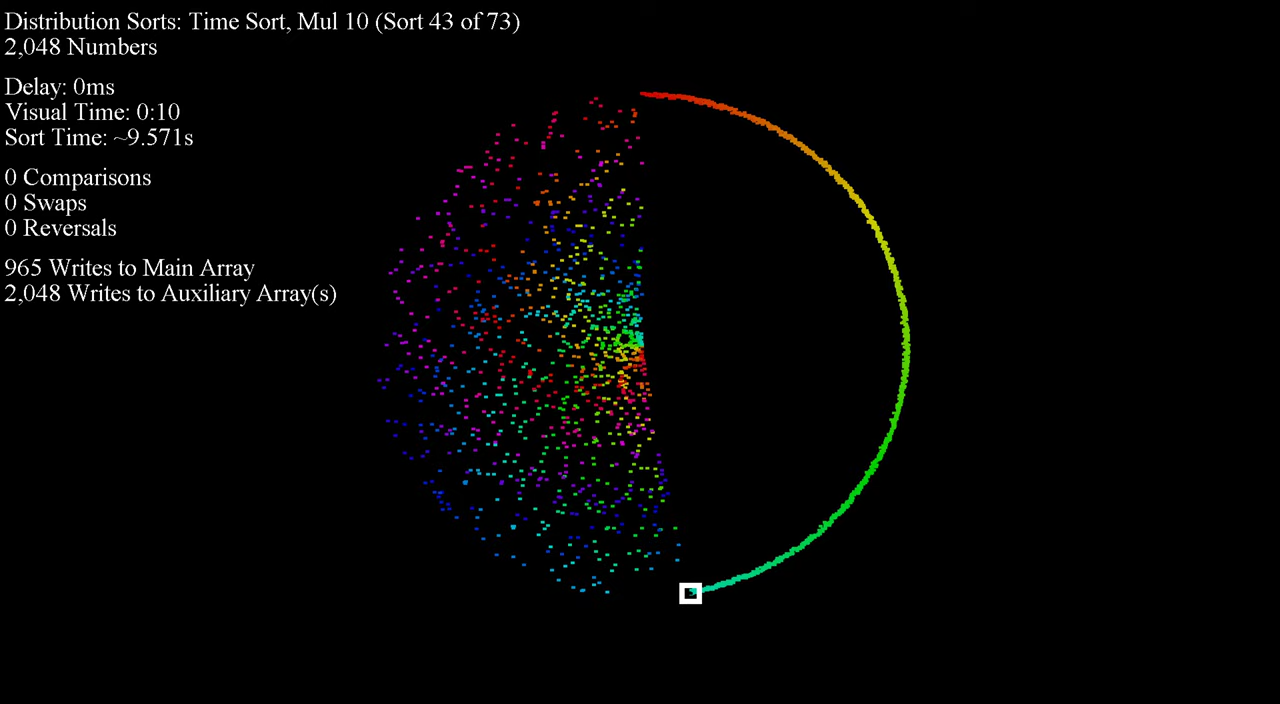 Distribution Sorts: Time Sort, Mul 10 (Sort 43 of 73)
2,048 Numbers
Delay: 0ms
Visual Time: 0:10
Sort Time: ~9.571s
0 Comparisons
0 Swaps
0 Reversals
965 Writes to Main Array
2,048 Writes to Auxiliary Array(s)